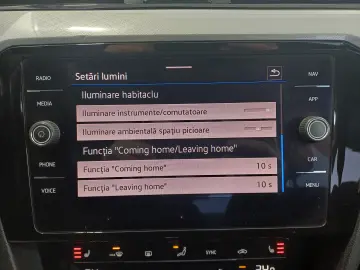 RADIO
MEDIA
PHONE
VOICE
Setări lumini
Iluminare habitaclu
Iluminare instrumente/comutatoare
Iluminare ambientală spațiu picioare
Funcția "Coming home/Leaving home"
Funcția "Coming home" 10 s
Funcția "Leaving home" 10 s
NAV
APP
CAR
MENU
SYNC